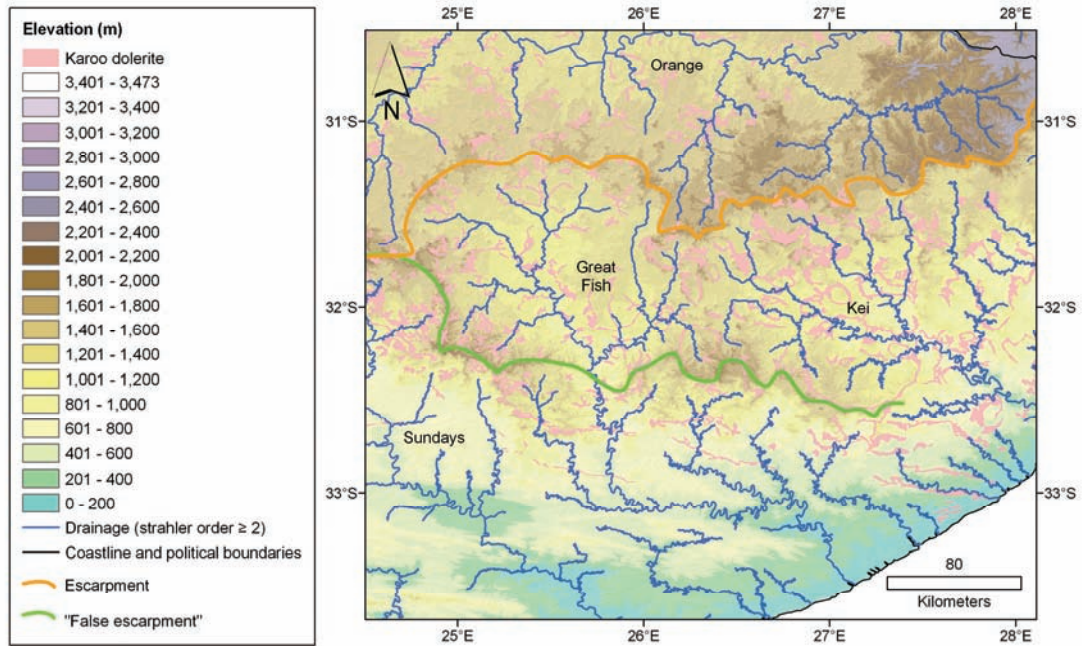 Elevation (m)
Karoo dolerite
3,401 - 3,473
3,201 - 3,400
3,001 - 3,200
2,801 - 3,000
2,601 - 2,800
2,401 - 2,600
2,201 - 2,400
2,001 - 2,200
1,801 - 2,000
1,601 - 1,800
1,401 - 1,600
1,201 - 1,400
1,001 - 1,200
801 - 1,000
601 - 800
401 - 600
201 - 400
0 - 200
Drainage (strahler order ≥ 2)
Coastline and political boundaries
Escarpment
"False escarpment"
25°E
26°E
27°E
28°E
N
Orange
31°S
31°S
Great
Fish
Kei
32°S
32°S
Sundays
33°S
33°S
80
Kilometers
25°E
26°E
27°E
28°E